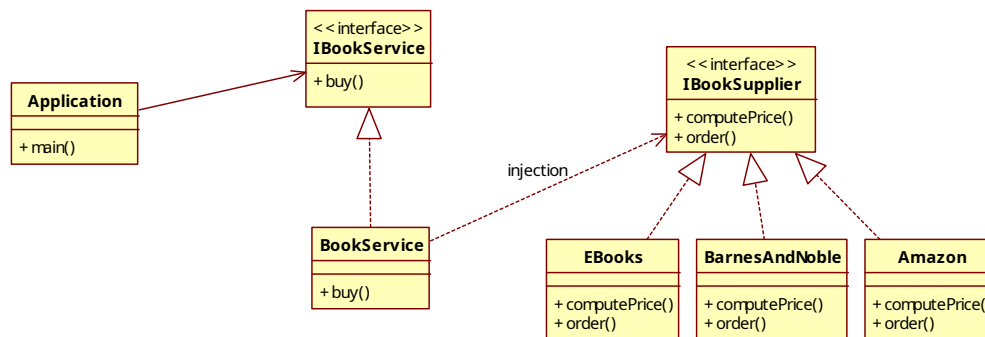 <<interface>>
IBookService
+ buy()
Application
+ main()
<<interface>>
IBookSupplier
+ computePrice()
+ order()
injection
BookService
+ buy()
EBooks
+ computePrice()
+ order()
BarnesAndNoble
+ computePrice()
+ order()
Amazon
+ computePrice(
+ order()